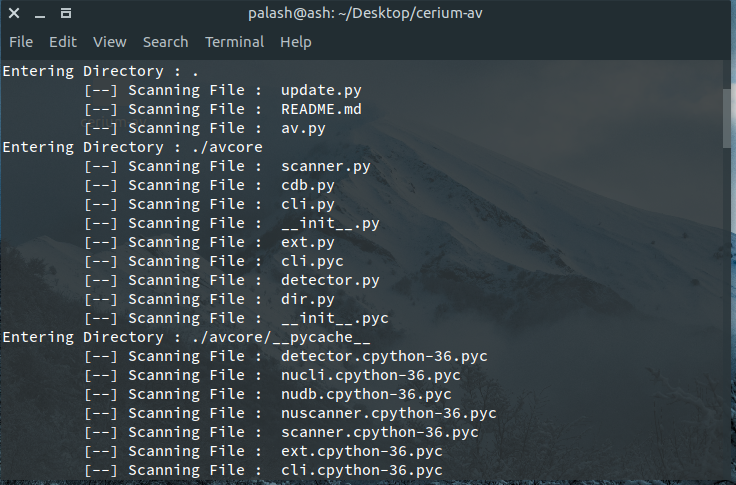 palash@ash: ~/Desktop/cerium-av
File Edit View Search Terminal Help
Entering Directory : .
[--] Scanning File : update.py
[--] Scanning File : README.md
[--] Scanning File : av.py
Entering Directory : ./avcore
[--] Scanning File : scanner.py
[--] Scanning File : cdb.py
[--] Scanning File : cli.py
[--] Scanning File : __init__.py
[--] Scanning File : ext.py
[--] Scanning File : cli.pyc
[--] Scanning File : detector.py
[--] Scanning File : dir.py
[--] Scanning File : __init__.pyc
Entering Directory : ./avcore/__pycache__
[--] Scanning File : detector.cpython-36.pyc
[--] Scanning File : nucli.cpython-36.pyc
[--] Scanning File : nudb.cpython-36.pyc
[--] Scanning File : nuscanner.cpython-36.pyc
[--] Scanning File : scanner.cpython-36.pyc
[--] Scanning File : ext.cpython-36.pyc
[--] Scanning File : cli.cpython-36.pyc